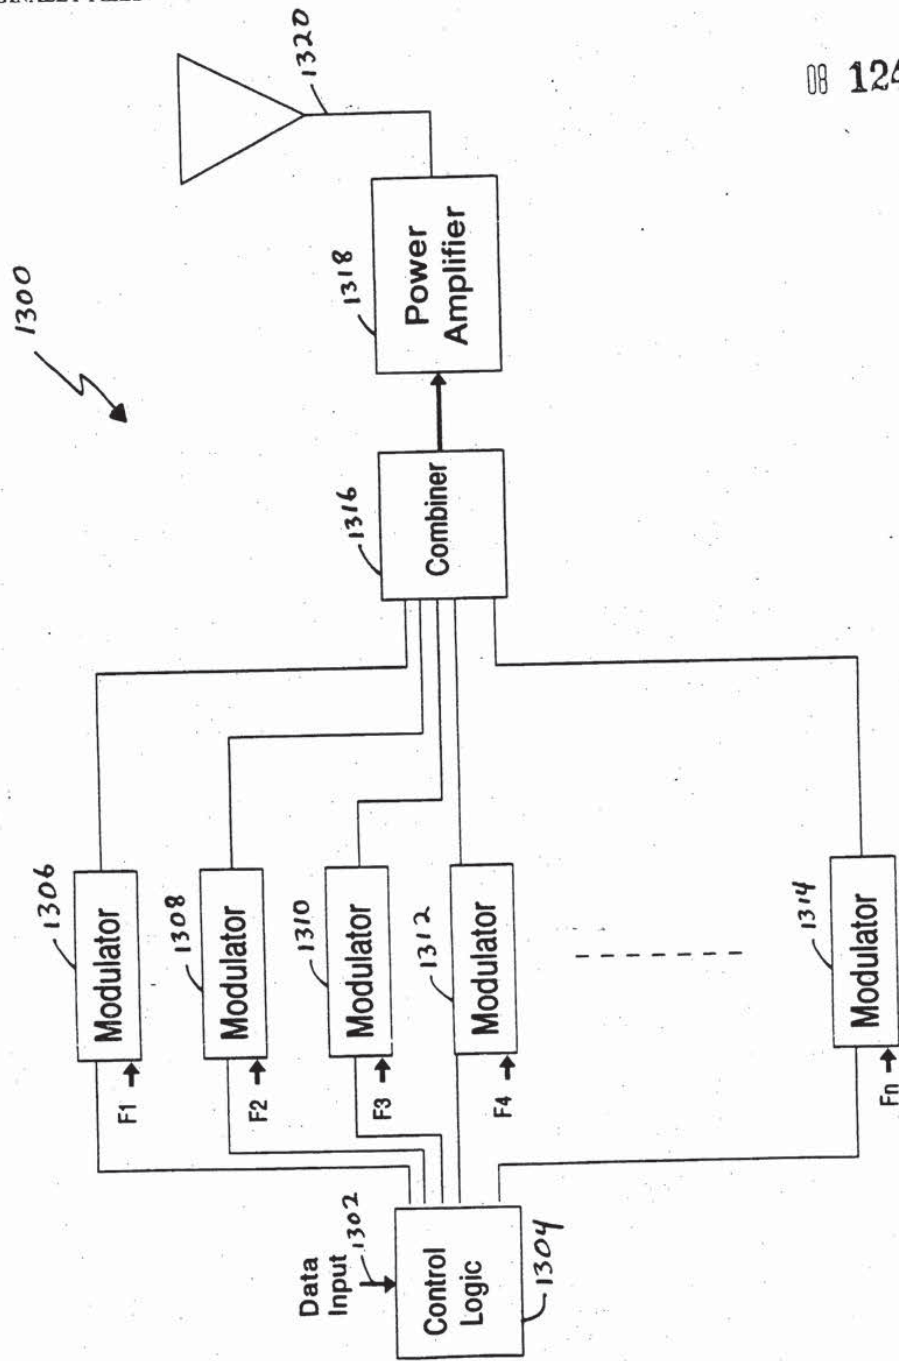 08 124
1300
1320
1318
Power
Amplifier
1316
Combiner
1306
Modulator
F1
1308
Modulator
F2
1310
Modulator
F3
1312
Modulator
F4
1314
Modulator
Fn
Data
Input
1302
Control
Logic
1304